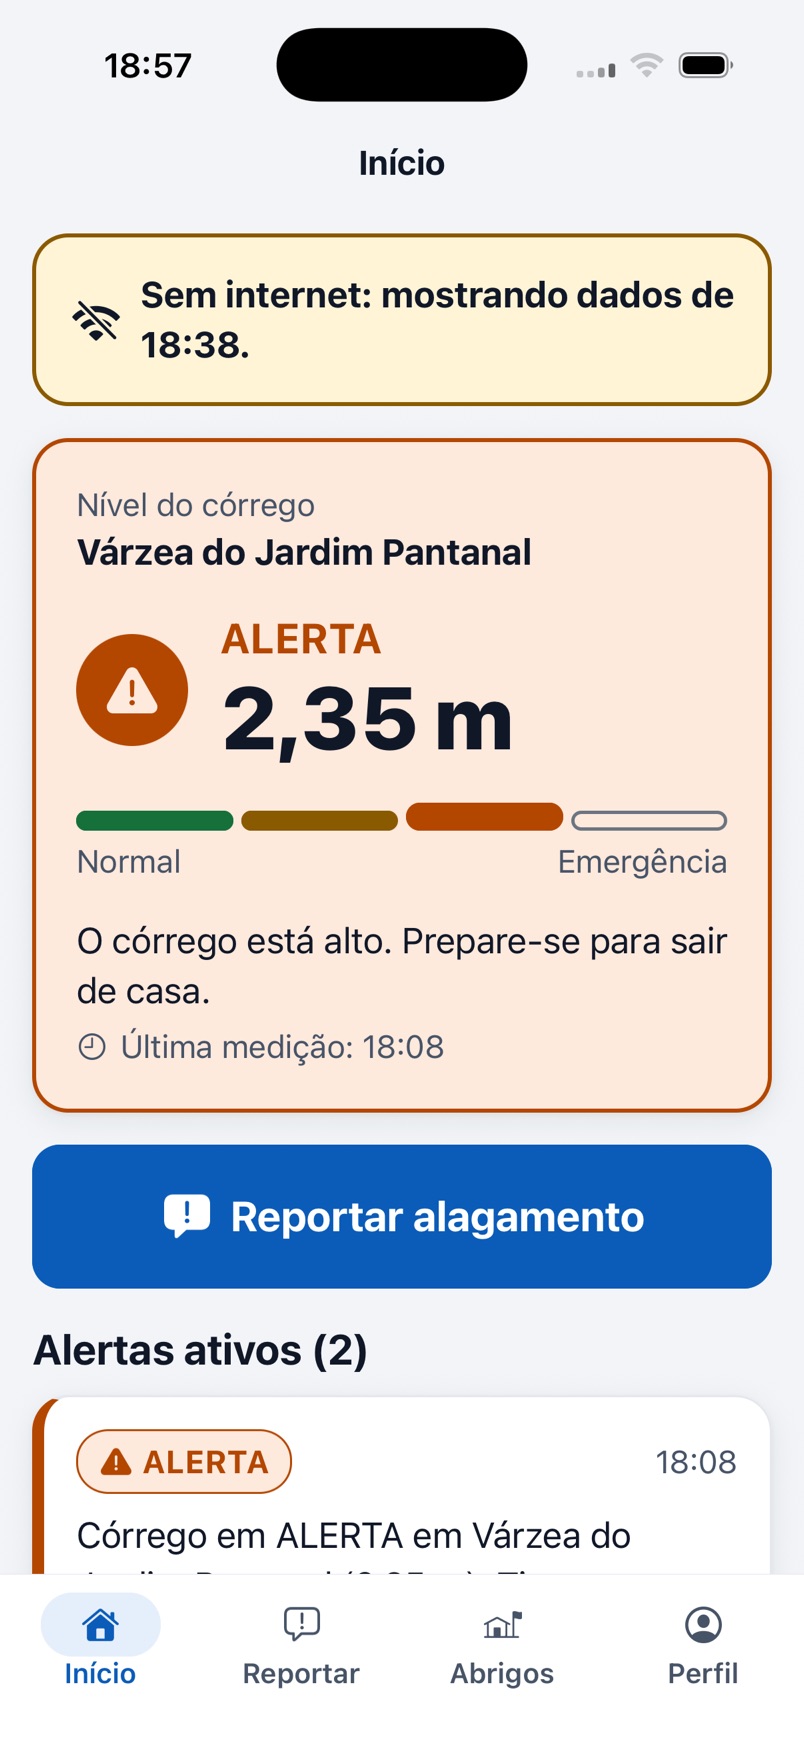 18:57
Início
Sem internet: mostrando dados de
18:38.
Nível do córrego
Várzea do Jardim Pantanal
ALERTA
2,35 m
Normal
Emergência
O córrego está alto. Prepare-se para sair
de casa.
Última medição: 18:08
Reportar alagamento
Alertas ativos (2)
ALERTA
18:08
Córrego em ALERTA em Várzea do
Início
Reportar
Abrigos
Perfil